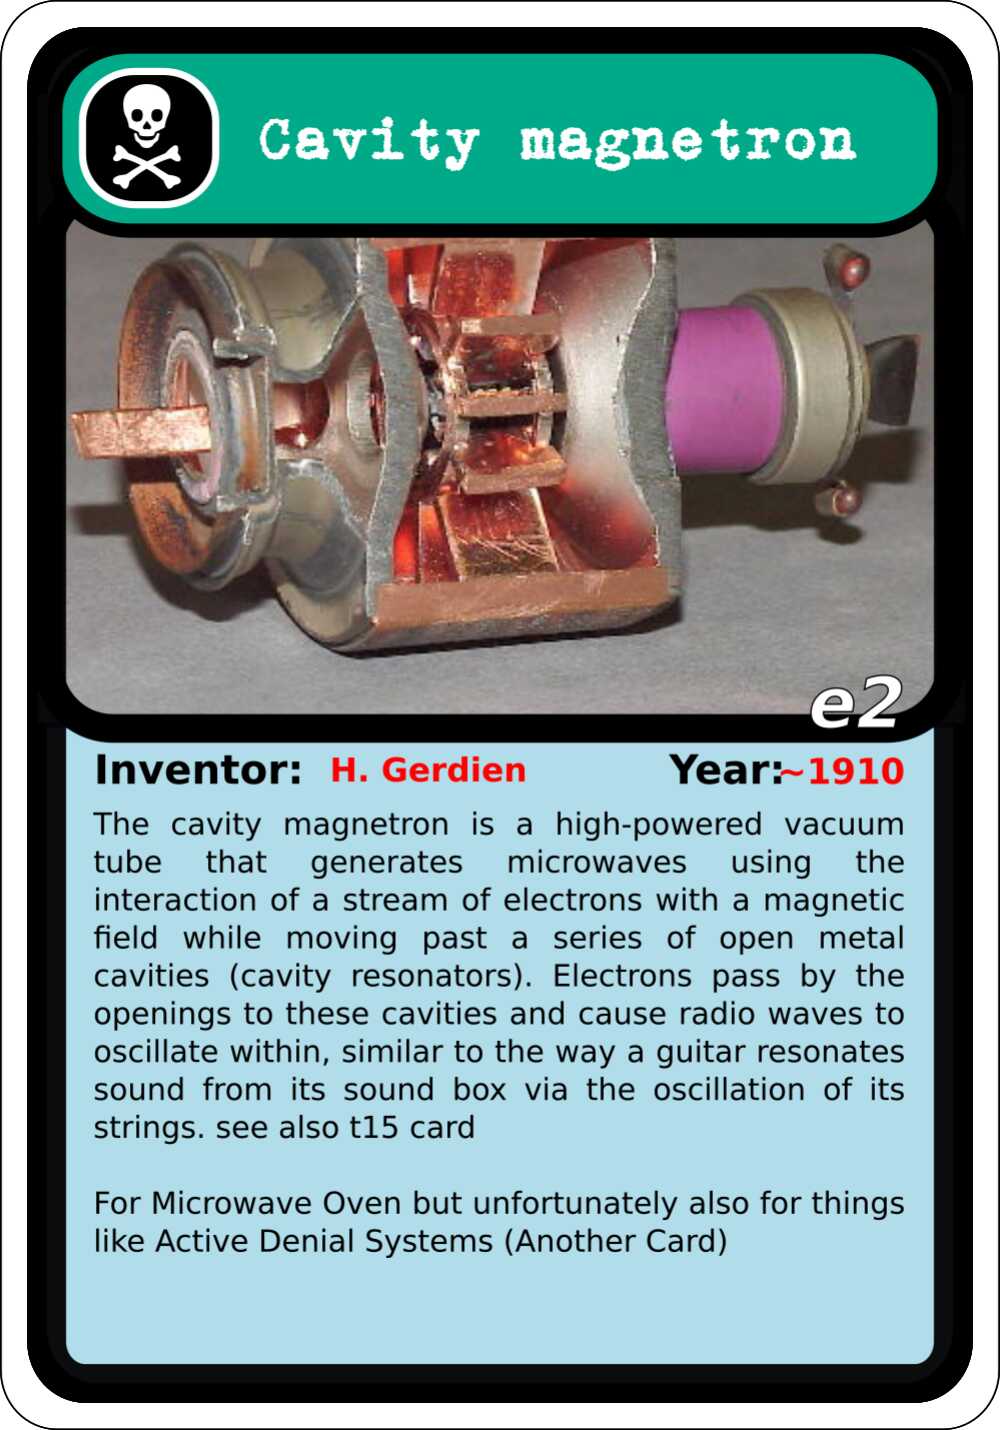 Cavity magnetron
e2
Inventor: H. Gerdien Year:~1910
The cavity magnetron is a high-powered vacuum
tube that generates microwaves using the
interaction of a stream of electrons with a magnetic
field while moving past a series of open metal
cavities (cavity resonators). Electrons pass by the
openings to these cavities and cause radio waves to
oscillate within, similar to the way a guitar resonates
sound from its sound box via the oscillation of its
strings. see also t15 card
For Microwave Oven but unfortunately also for things
like Active Denial Systems (Another Card)